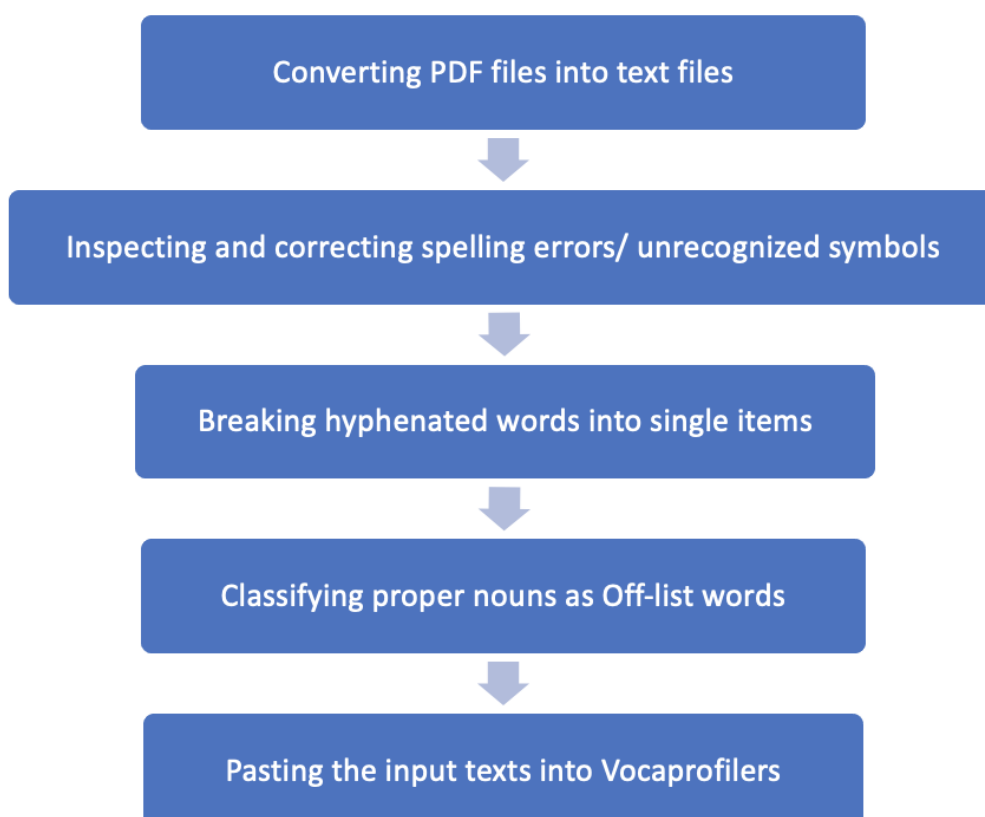 Converting PDF files into text files
Inspecting and correcting spelling errors/ unrecognized symbols
Breaking hyphenated words into single items
Classifying proper nouns as Off-list words
Pasting the input texts into Vocaprofilers